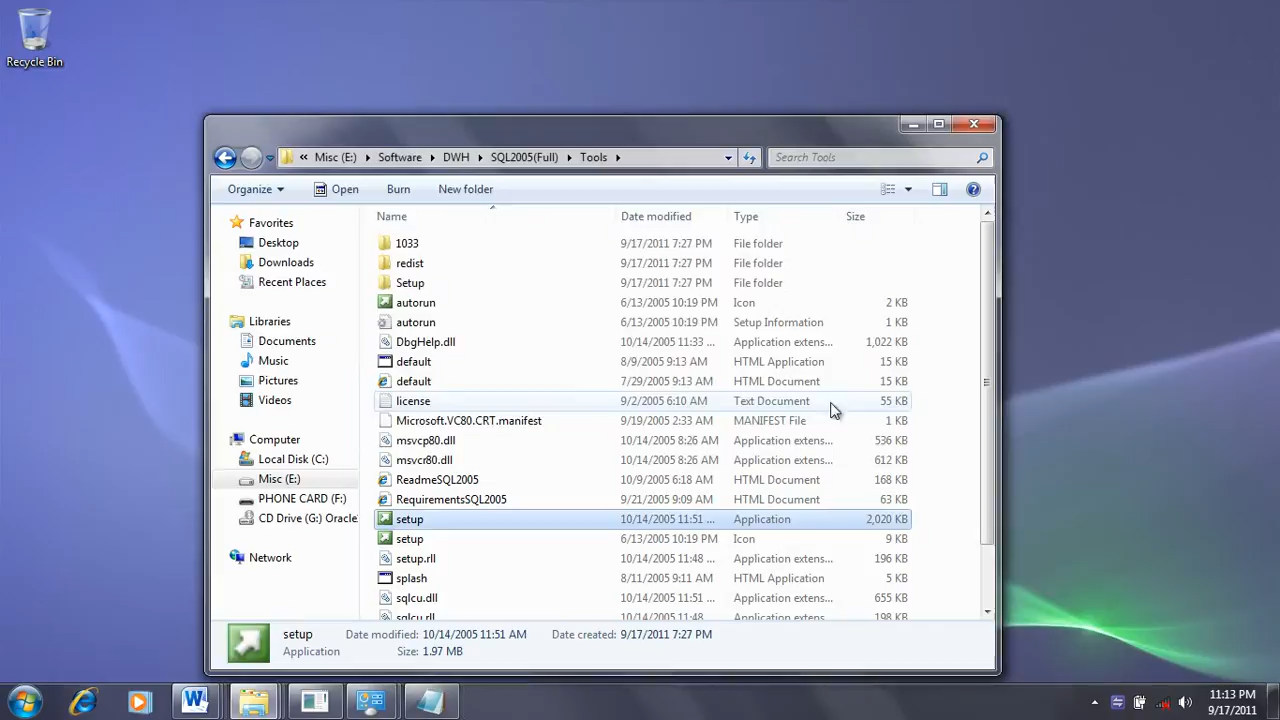 Recycle Bin
« Misc (E:) ▸ Software ▸ DWH ▸ SQL2005(Full) ▸ Tools ▸ Search Tools
Organize Open Burn New folder
Name Date modified Type Size
Favorites
Desktop
Downloads
Recent Places
Libraries
Documents
Music
Pictures
Videos
Computer
Local Disk (C:)
Misc (E:)
PHONE CARD (F:)
CD Drive (G:) Oracle
Network
1033 9/17/2011 7:27 PM File folder
redist 9/17/2011 7:27 PM File folder
Setup 9/17/2011 7:27 PM File folder
autorun 6/13/2005 10:19 PM Icon 2 KB
autorun 6/13/2005 10:19 PM Setup Information 1 KB
DbgHelp.dll 10/14/2005 11:33 ... Application extens... 1,022 KB
default 8/9/2005 9:13 AM HTML Application 15 KB
default 7/29/2005 9:13 AM HTML Document 15 KB
license 9/2/2005 6:10 AM Text Document 55 KB
Microsoft.VC80.CRT.manifest 9/19/2005 2:33 AM MANIFEST File 1 KB
msvcp80.dll 10/14/2005 8:26 AM Application extens... 536 KB
msvcr80.dll 10/14/2005 8:26 AM Application extens... 612 KB
ReadmeSQL2005 10/9/2005 6:18 AM HTML Document 168 KB
RequirementsSQL2005 9/21/2005 9:09 AM HTML Document 63 KB
setup 10/14/2005 11:51 ... Application 2,020 KB
setup 6/13/2005 10:19 PM Icon 9 KB
setup.rll 10/14/2005 11:48 ... Application extens... 196 KB
splash 8/11/2005 9:11 AM HTML Application 5 KB
sqlcu.dll 10/14/2005 11:51 ... Application extens... 655 KB
sqlcu.rll 10/14/2005 11:48 Application extens... 198 KB
setup Date modified: 10/14/2005 11:51 AM Date created: 9/17/2011 7:27 PM
Application Size: 1.97 MB
11:13 PM
9/17/2011